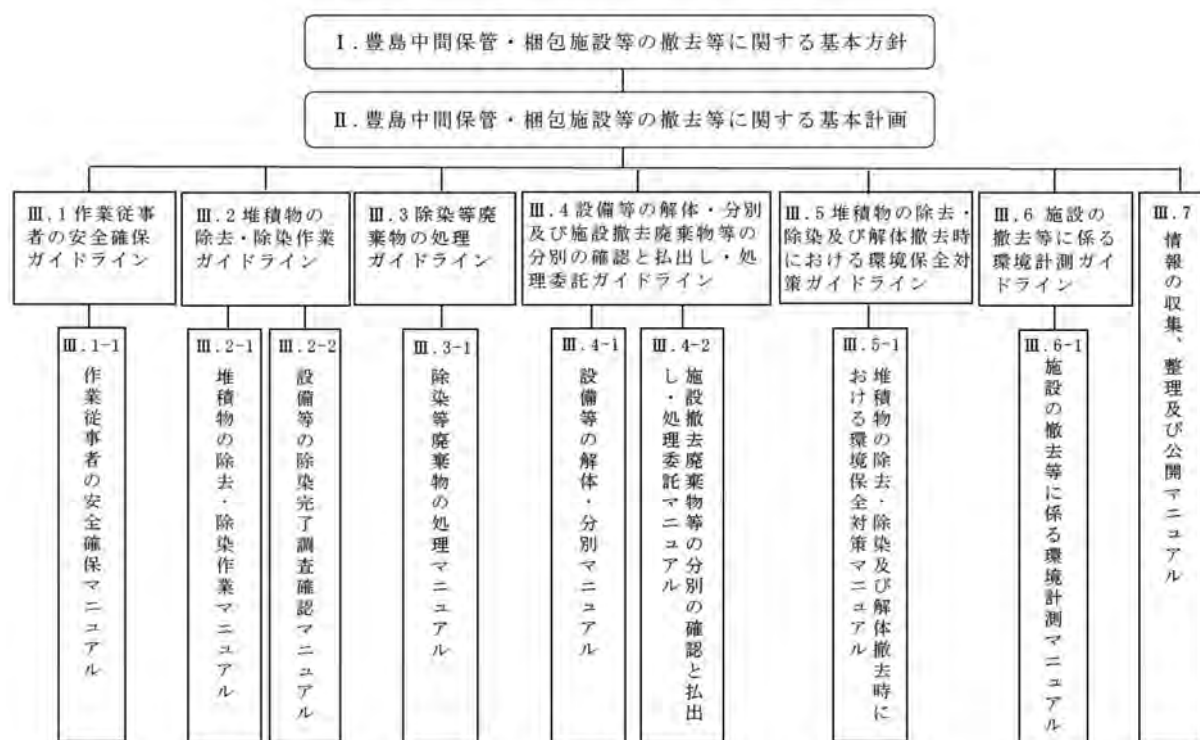 Ⅰ.豊島中間保管・梱包施設等の撤去等に関する基本方針
Ⅱ.豊島中間保管・梱包施設等の撤去等に関する基本計画
Ⅲ.1作業従事
者の安全確保
ガイドライン
Ⅲ.2堆積物の
除去・除染作業
ガイドライン
Ⅲ.3除染等廃
棄物の処理
ガイドライン
Ⅲ.4設備等の解体・分別
及び施設撤去廃棄物等の
分別の確認と払出し・処
理委託ガイドライン
Ⅲ.5堆積物の除去・
除染及び解体撤去時
における環境保全対
策ガイドライン
Ⅲ.6 施設の
撤去等に係る
環境計測ガイ
ドライン
Ⅲ.7
情報の収集、整理及び公開マニュアル
Ⅲ.1-1
作業従事者の安全確保マニュアル
Ⅲ.2-1
堆積物の除去・除染作業マニュアル
Ⅲ.2-2
設備等の除染完了調査確認マニュアル
Ⅲ.3-1
除染等廃棄物の処理マニュアル
Ⅲ.4-1
設備等の解体・分別マニュアル
Ⅲ.4-2
施設撤去廃棄物等の分別の確認と払出
し・処理委託マニュアル
Ⅲ.5-1
堆積物の除去・除染及び解体撤去時に
おける環境保全対策マニュアル
Ⅲ.6-1
施設の撤去等に係る環境計測マニュアル